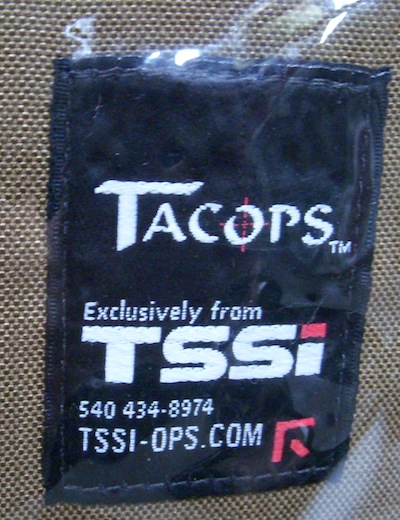 TACOPS™
Exclusively from
TSSi
540 434-8974
TSSI-OPS.COM